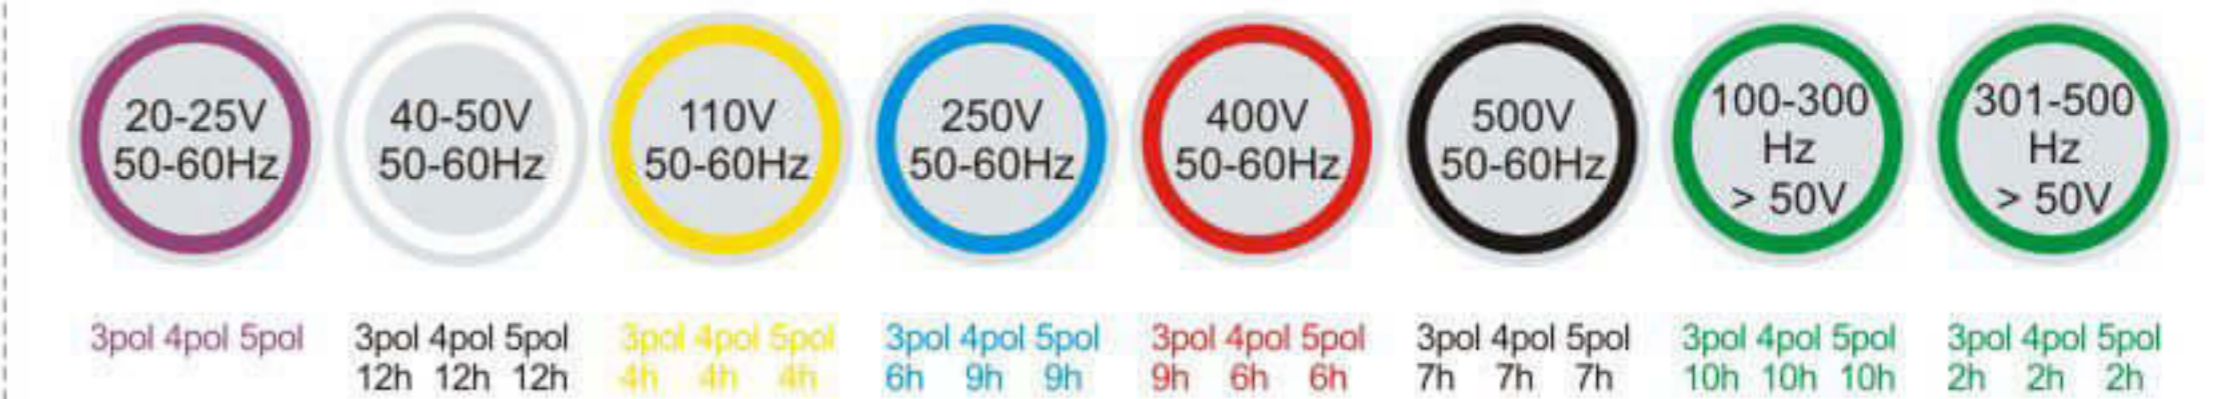 20-25V
50-60Hz
40-50V
50-60Hz
110V
50-60Hz
250V
50-60Hz
400V
50-60Hz
500V
50-60Hz
100-300
Hz
> 50V
301-500
Hz
> 50V
3pol 4pol 5pol
3pol 4pol 5pol
12h 12h 12h
3pol 4pol 5pol
4h 4h 4h
3pol 4pol 5pol
6h 9h 9h
3pol 4pol 5pol
9h 6h 6h
3pol 4pol 5pol
7h 7h 7h
3pol 4pol 5pol
10h 10h 10h
3pol 4pol 5pol
2h 2h 2h